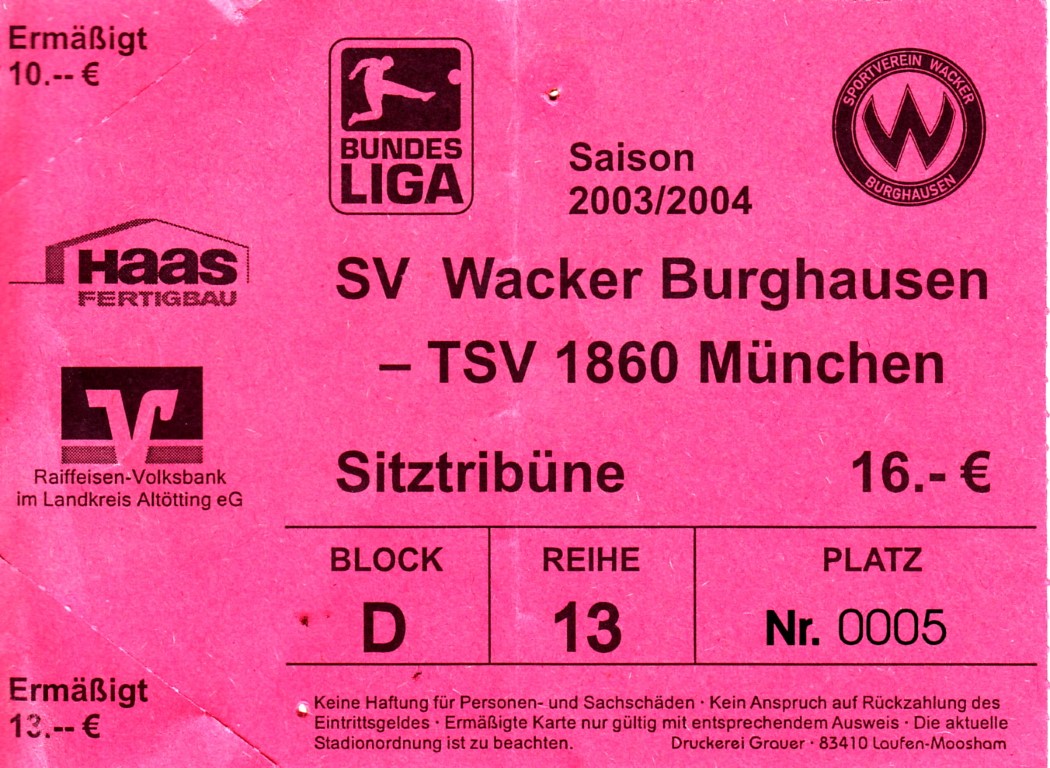 Ermäßigt
10.-- €
BUNDES
LIGA
Saison
2003/2004
SPORTVEREIN WACKER
W
BURGHAUSEN
Haas
FERTIGBAU
SV Wacker Burghausen
– TSV 1860 München
Raiffeisen-Volksbank
im Landkreis Altötting eG
Sitztribüne 16.- €
BLOCK REIHE PLATZ
D 13 Nr. 0005
Ermäßigt
13.-- €
Keine Haftung für Personen- und Sachschäden · Kein Anspruch auf Rückzahlung des
Eintrittsgeldes · Ermäßigte Karte nur gültig mit entsprechendem Ausweis · Die aktuelle
Stadionordnung ist zu beachten. Druckerei Grauer · 83410 Laufen-Moosham